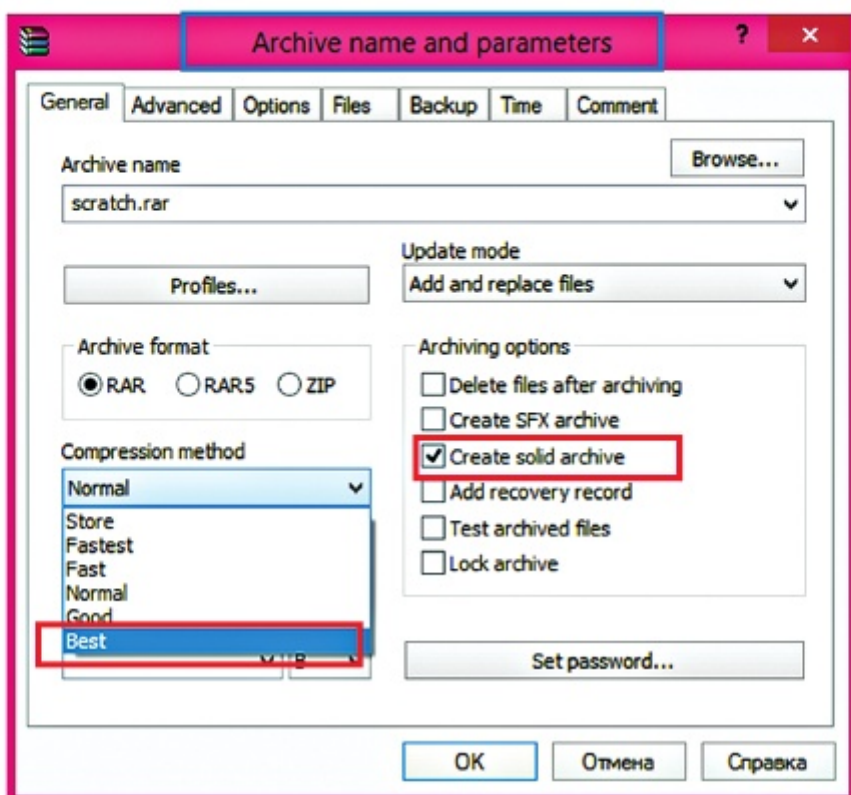 Archive name and parameters
?
General Advanced Options Files Backup Time Comment
Archive name
Browse...
scratch.rar
Update mode
Profiles...
Add and replace files
Archive format
RAR RAR5 ZIP
Archiving options
Delete files after archiving
Create SFX archive
Create solid archive
Add recovery record
Test archived files
Lock archive
Compression method
Normal
Store
Fastest
Fast
Normal
Good
Best
B
Set password...
OK Отмена Справка